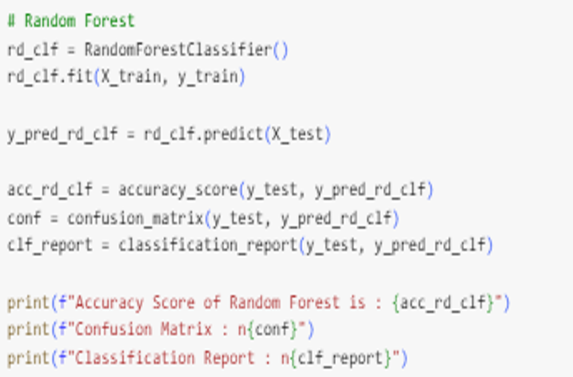 # Random Forest
rd_clf = RandomForestClassifier()
rd_clf.fit(X_train, y_train)
y_pred_rd_clf = rd_clf.predict(X_test)
acc_rd_clf = accuracy_score(y_test, y_pred_rd_clf)
conf = confusion_matrix(y_test, y_pred_rd_clf)
clf_report = classification_report(y_test, y_pred_rd_clf)
print(f"Accuracy Score of Random Forest is : {acc_rd_clf}")
print(f"Confusion Matrix : n{conf}")
print(f"Classification Report : n{clf_report}")